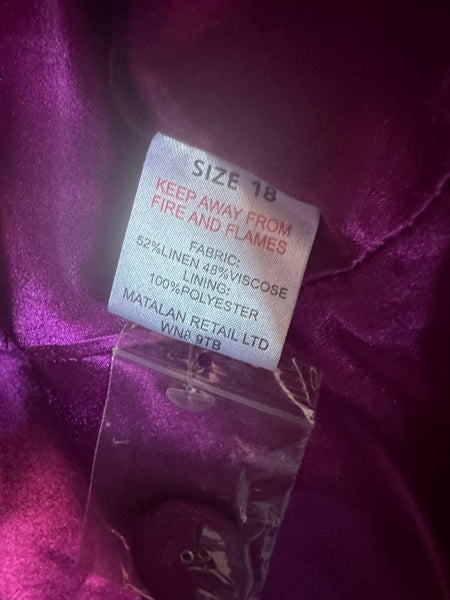 SIZE 18
KEEP AWAY FROM
FIRE AND FLAMES
FABRIC:
52%LINEN 48%VISCOSE
LINING:
100%POLYESTER
MATALAN RETAIL LTD
WN8 9TB